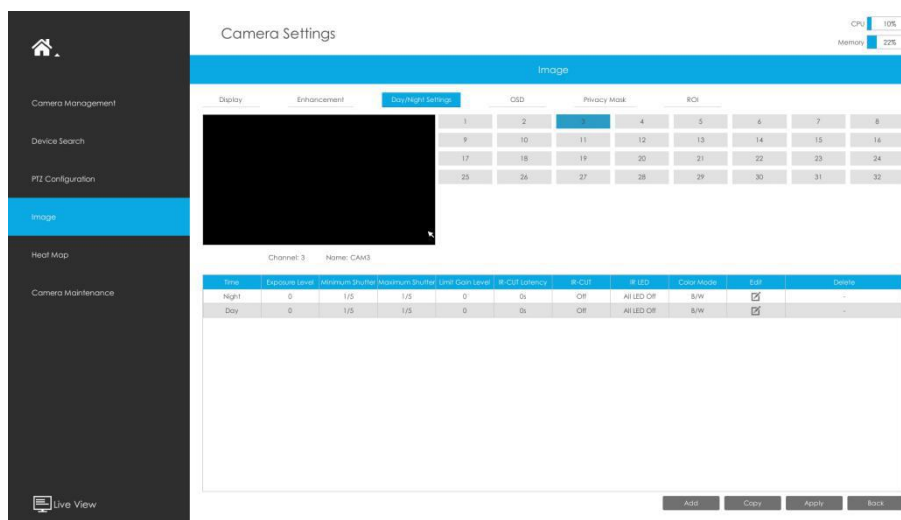 Camera Settings
CPU 10%
Memory 22%
Image
Camera Management
Device Search
PTZ Configuration
Image
Heat Map
Camera Maintenance
Live View
Display Enhancement Day/Night Settings OSD Privacy Mask ROI
1 2 3 4 5 6 7 8
9 10 11 12 13 14 15 16
17 18 19 20 21 22 23 24
25 26 27 28 29 30 31 32
Channel: 3 Name: CAM3
Time Exposure Level Minimum Shutter Maximum Shutter Limit Gain Level IR-CUT Latency IR-CUT IR LED Color Mode Edit Delete
Night 0 1/5 1/5 0 0s Off All LED Off B/W -
Day 0 1/5 1/5 0 0s Off All LED Off B/W -
Add Copy Apply Back